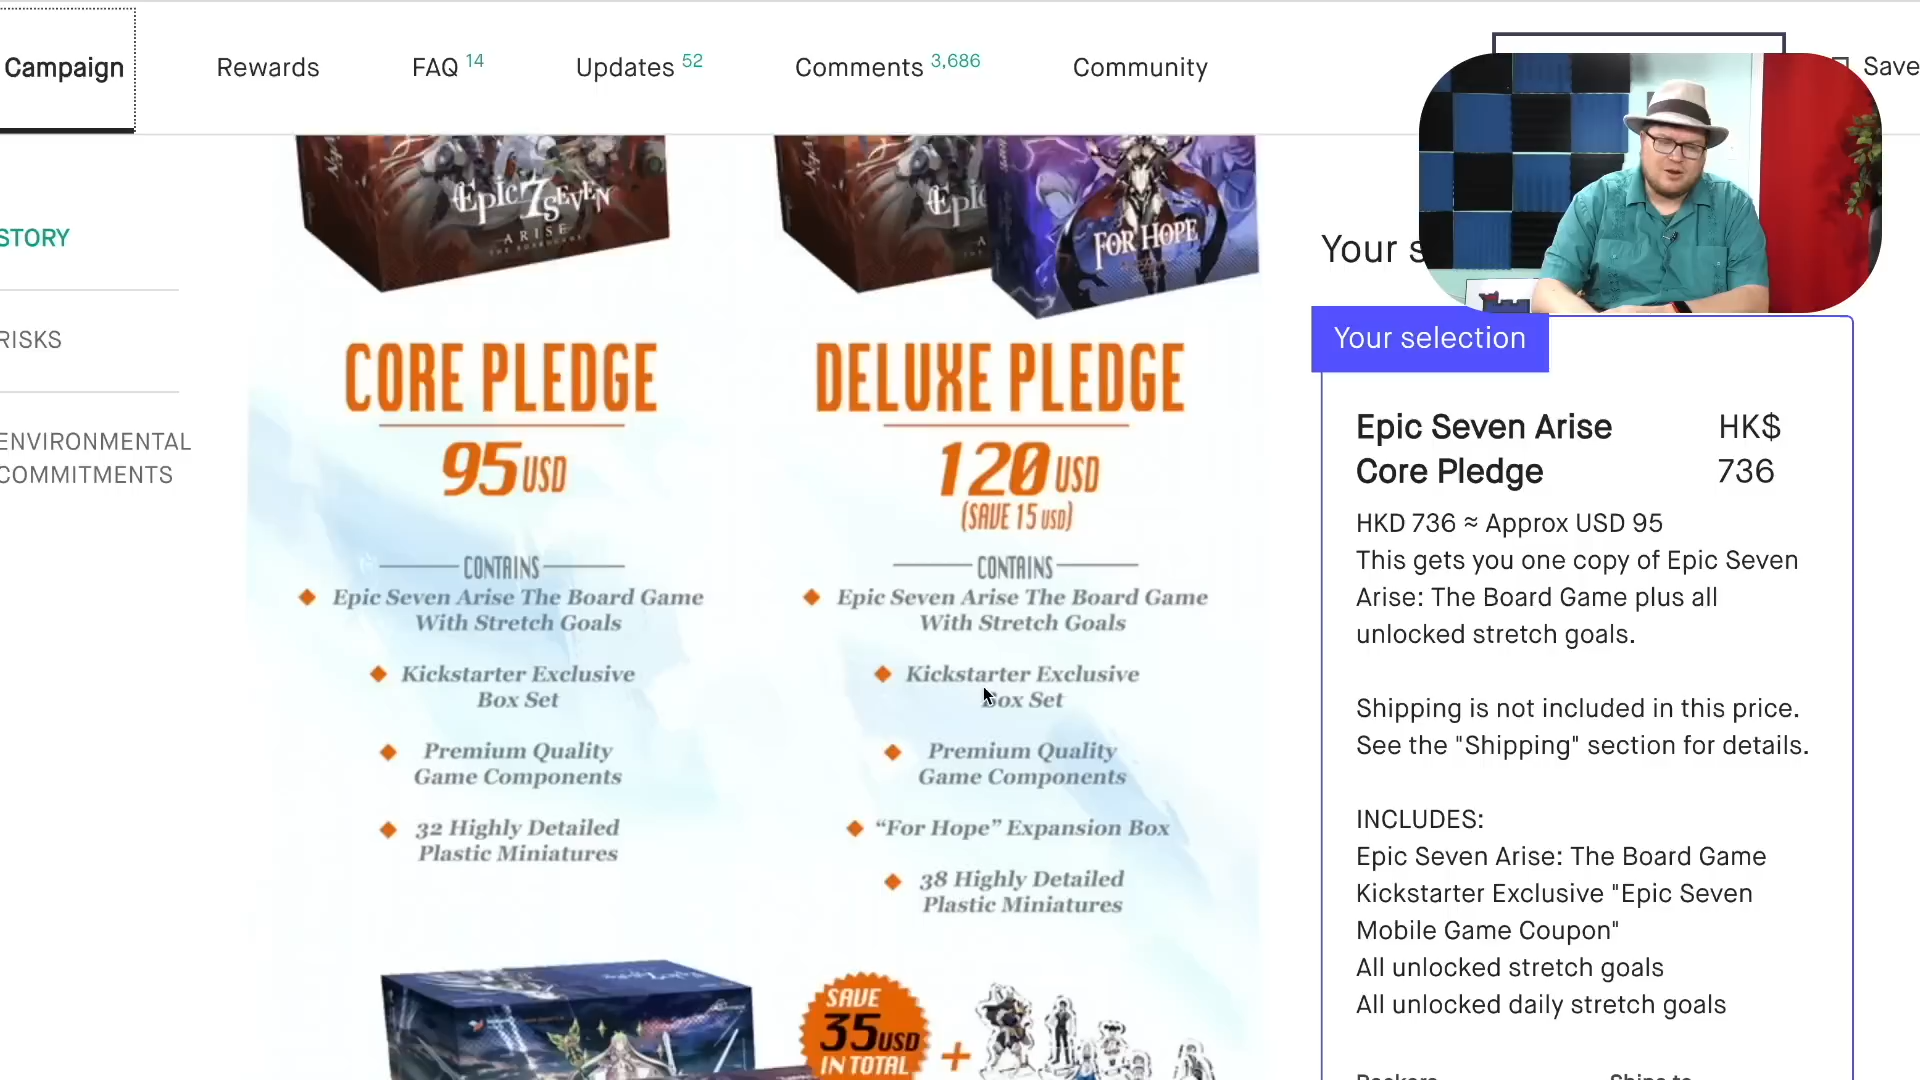 Campaign
Rewards
FAQ 14
Updates 52
Comments 3,686
Community
Save
STORY
RISKS
ENVIRONMENTAL
COMMITMENTS
Epic 7 Seven
ARISE
Epic
FOR HOPE
CORE PLEDGE
95 USD
CONTAINS
Epic Seven Arise The Board Game
With Stretch Goals
Kickstarter Exclusive
Box Set
Premium Quality
Game Components
32 Highly Detailed
Plastic Miniatures
DELUXE PLEDGE
120 USD
(SAVE 15 USD)
CONTAINS
Epic Seven Arise The Board Game
With Stretch Goals
Kickstarter Exclusive
Box Set
Premium Quality
Game Components
“For Hope” Expansion Box
38 Highly Detailed
Plastic Miniatures
SAVE
35 USD
IN TOTAL
+
Your s
Your selection
Epic Seven Arise
Core Pledge
HK$
736
HKD 736 ≈ Approx USD 95
This gets you one copy of Epic Seven
Arise: The Board Game plus all
unlocked stretch goals.
Shipping is not included in this price.
See the "Shipping" section for details.
INCLUDES:
Epic Seven Arise: The Board Game
Kickstarter Exclusive "Epic Seven
Mobile Game Coupon"
All unlocked stretch goals
All unlocked daily stretch goals
Backers
Ships to